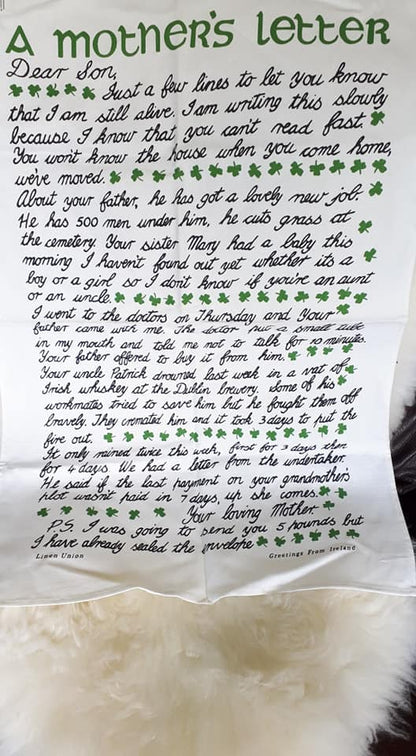 A MOTHER'S LETTER
Dear Son,
Just a few lines to let you know
that I am still alive. I am writing this slowly
because I know that you can't read fast.
You won't know the house when you come home,
we've moved.
About your father, he has got a lovely new job.
He has 500 men under him, he cuts grass at
the cemetery. Your sister Mary had a baby this
morning I haven't found out yet whether its a
boy or a girl so I don't know if you're an aunt
or an uncle.
I went to the doctors on Thursday and Your
father came with me. The doctor put a small tube
in my mouth and told me not to talk for 10 minutes.
Your father offered to buy it from him.
Your uncle Patrick drowned last week in a vat of
Irish whiskey at the Dublin brewery. Some of his
workmates tried to save him but he fought them off
bravely. They cremated him and it took 3 days to put the
fire out.
It only rained twice this week, first for 3 days then
for 4 days. We had a letter from the undertaker.
He said if the last payment on your grandmother's
plot wasn't paid in 7 days, up she comes.
Your loving Mother
P.S. I was going to send you 5 pounds but
I have already sealed the envelope
Linen Union
Greetings From Ireland